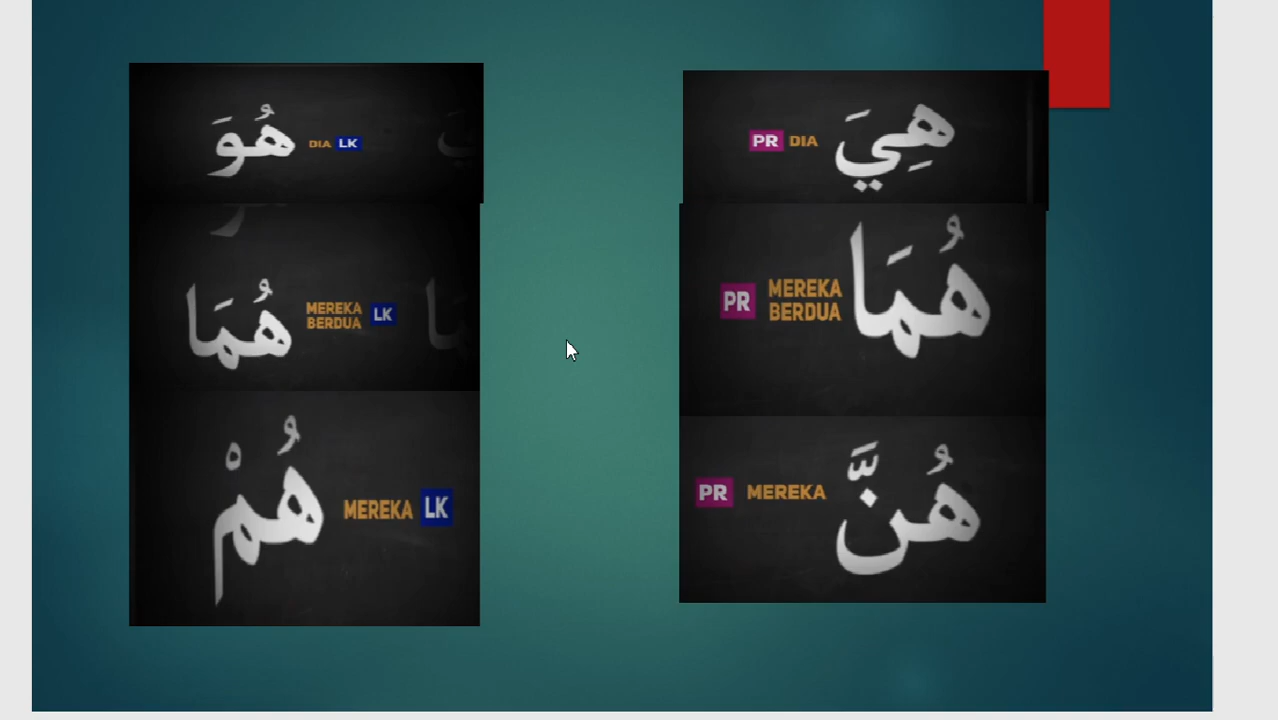 هُوَ DIA LK
هُمَا MEREKA BERDUA LK
هُمْ MEREKA LK
PR DIA هِيَ
PR MEREKA BERDUA هُمَا
PR MEREKA هُنَّ